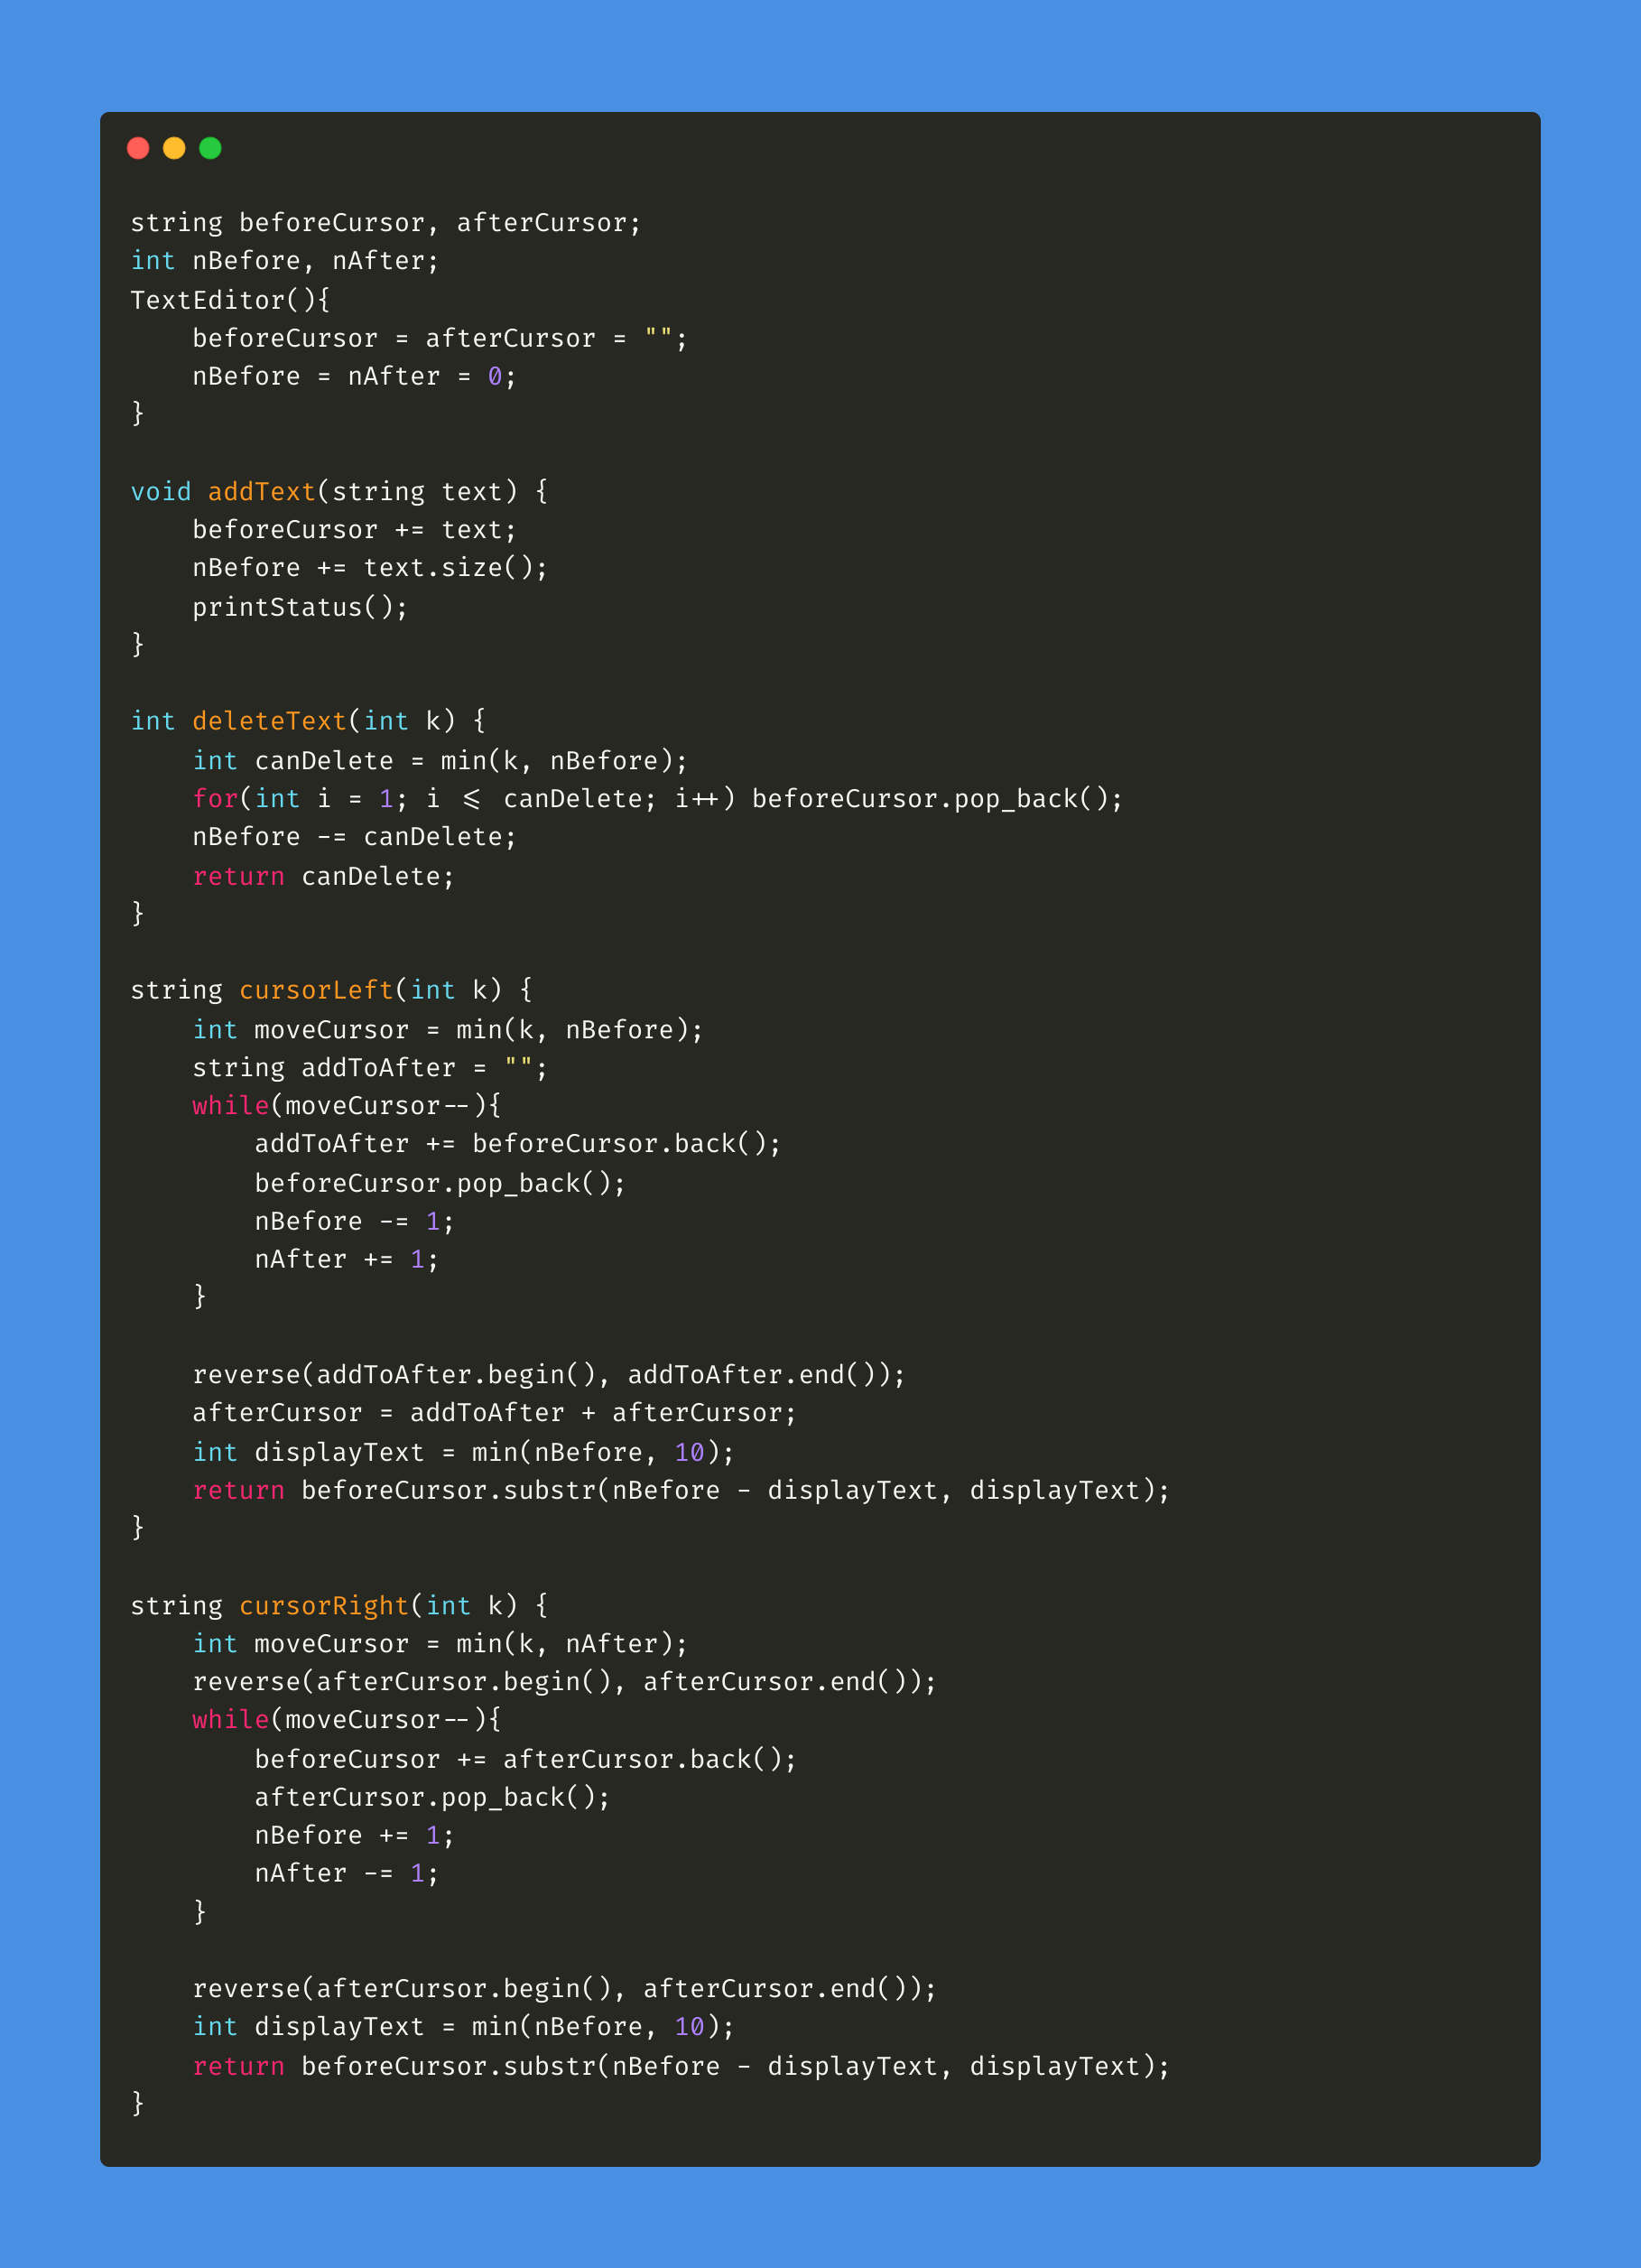 string beforeCursor, afterCursor;
int nBefore, nAfter;
TextEditor(){
    beforeCursor = afterCursor = "";
    nBefore = nAfter = 0;
}

void addText(string text) {
    beforeCursor += text;
    nBefore += text.size();
    printStatus();
}

int deleteText(int k) {
    int canDelete = min(k, nBefore);
    for(int i = 1; i <= canDelete; i++) beforeCursor.pop_back();
    nBefore -= canDelete;
    return canDelete;
}

string cursorLeft(int k) {
    int moveCursor = min(k, nBefore);
    string addToAfter = "";
    while(moveCursor--){
        addToAfter += beforeCursor.back();
        beforeCursor.pop_back();
        nBefore -= 1;
        nAfter += 1;
    }

    reverse(addToAfter.begin(), addToAfter.end());
    afterCursor = addToAfter + afterCursor;
    int displayText = min(nBefore, 10);
    return beforeCursor.substr(nBefore - displayText, displayText);
}

string cursorRight(int k) {
    int moveCursor = min(k, nAfter);
    reverse(afterCursor.begin(), afterCursor.end());
    while(moveCursor--){
        beforeCursor += afterCursor.back();
        afterCursor.pop_back();
        nBefore += 1;
        nAfter -= 1;
    }

    reverse(afterCursor.begin(), afterCursor.end());
    int displayText = min(nBefore, 10);
    return beforeCursor.substr(nBefore - displayText, displayText);
}